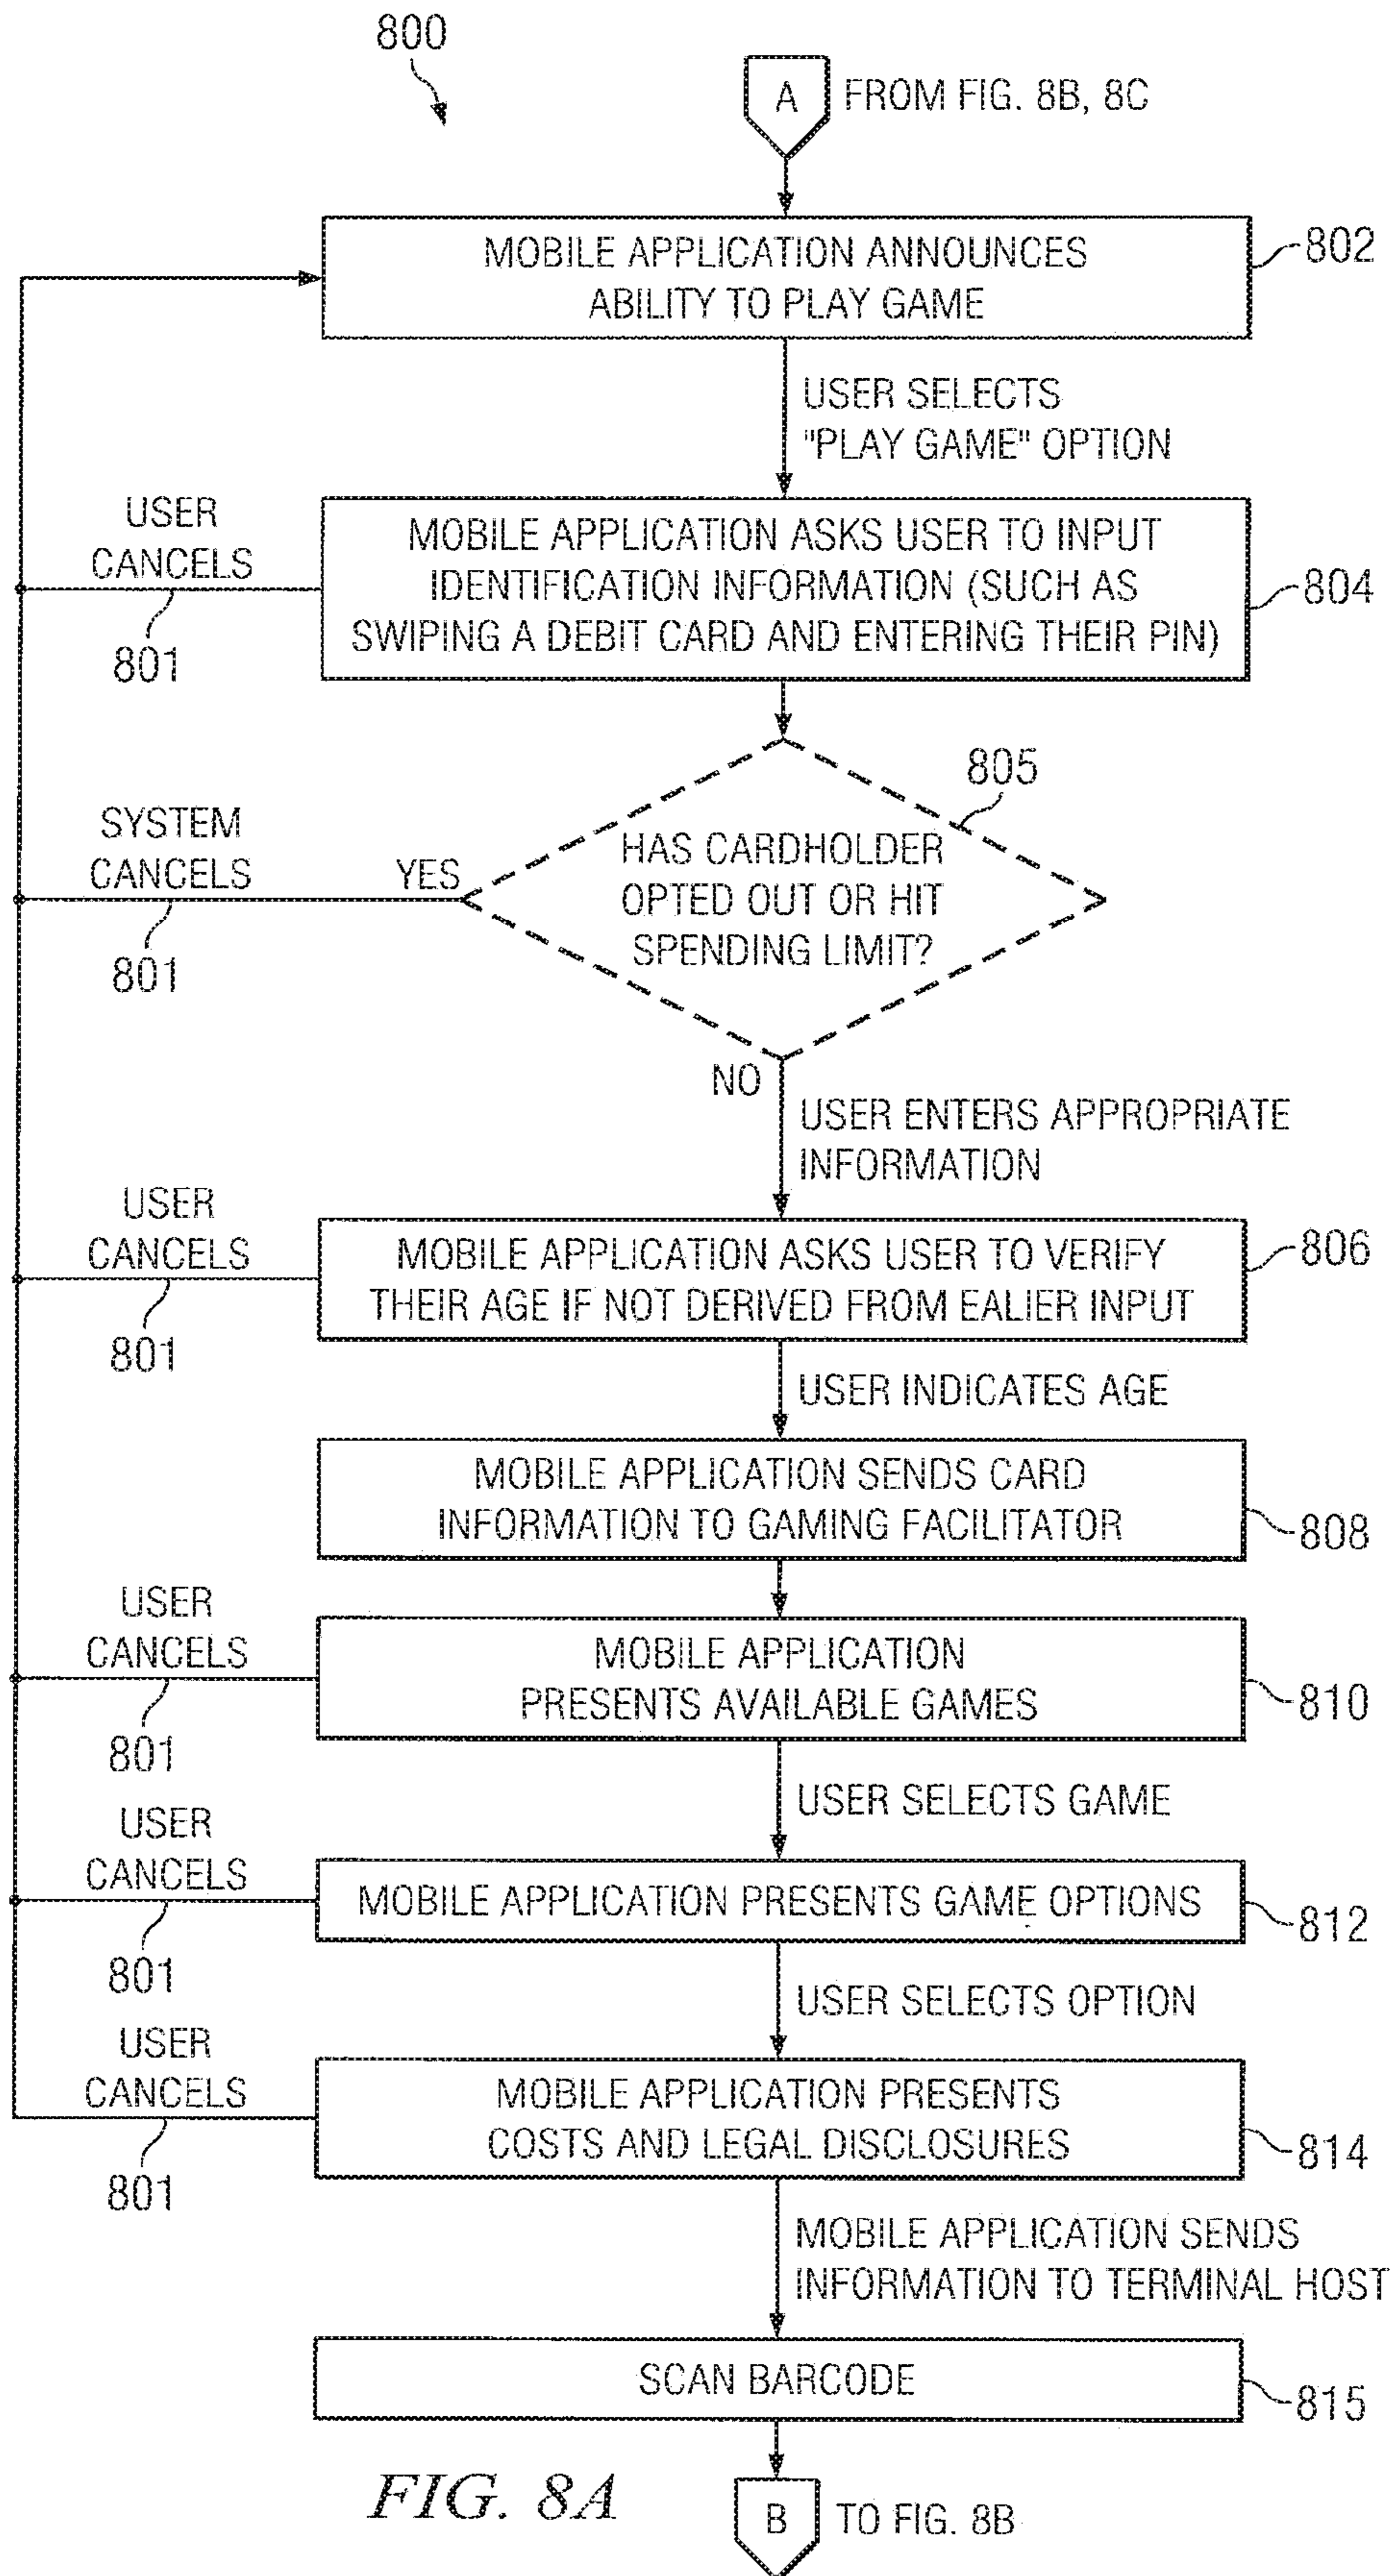 800
A
FROM FIG. 8B, 8C
MOBILE APPLICATION ANNOUNCES
ABILITY TO PLAY GAME
802
USER SELECTS
"PLAY GAME" OPTION
USER
CANCELS
801
MOBILE APPLICATION ASKS USER TO INPUT
IDENTIFICATION INFORMATION (SUCH AS
SWIPING A DEBIT CARD AND ENTERING THEIR PIN)
804
805
SYSTEM
CANCELS
801
YES
HAS CARDHOLDER
OPTED OUT OR HIT
SPENDING LIMIT?
NO
USER ENTERS APPROPRIATE
INFORMATION
USER
CANCELS
801
MOBILE APPLICATION ASKS USER TO VERIFY
THEIR AGE IF NOT DERIVED FROM EALIER INPUT
806
USER INDICATES AGE
MOBILE APPLICATION SENDS CARD
INFORMATION TO GAMING FACILITATOR
808
USER
CANCELS
801
MOBILE APPLICATION
PRESENTS AVAILABLE GAMES
810
USER SELECTS GAME
USER
CANCELS
801
MOBILE APPLICATION PRESENTS GAME OPTIONS
812
USER SELECTS OPTION
USER
CANCELS
801
MOBILE APPLICATION PRESENTS
COSTS AND LEGAL DISCLOSURES
814
MOBILE APPLICATION SENDS
INFORMATION TO TERMINAL HOST
SCAN BARCODE
815
FIG. 8A
B
TO FIG. 8B